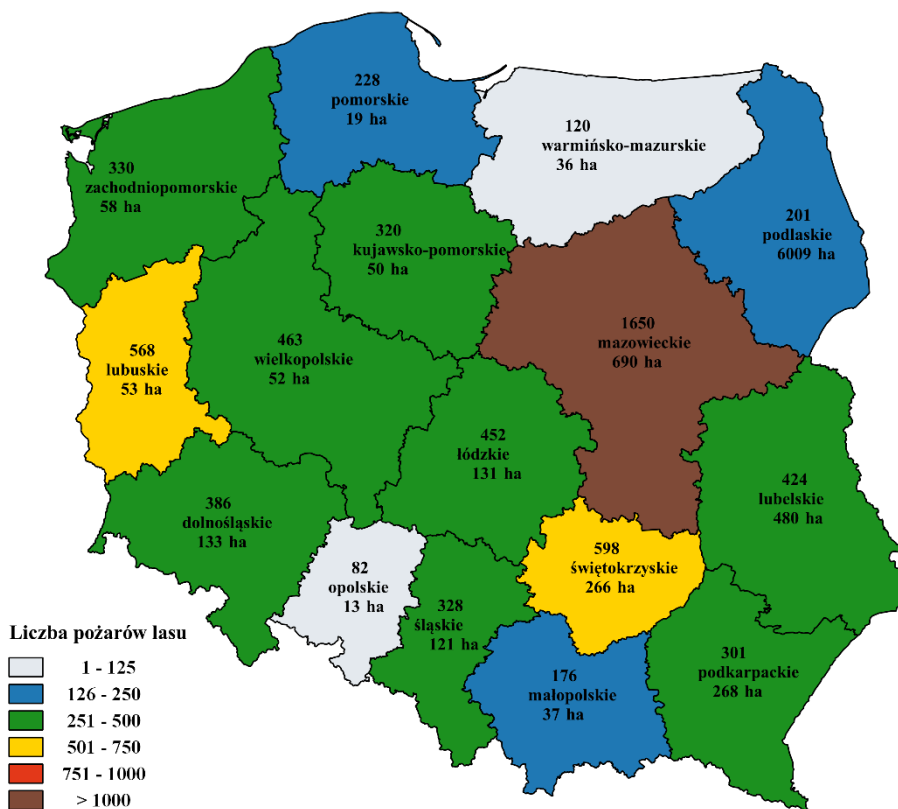 228
pomorskie
19 ha
120
warmińsko-mazurskie
36 ha
330
zachodniopomorskie
58 ha
201
podlaskie
6009 ha
320
kujawsko-pomorskie
50 ha
1650
mazowieckie
690 ha
463
wielkopolskie
52 ha
568
lubuskie
53 ha
452
łódzkie
131 ha
424
lubelskie
480 ha
386
dolnośląskie
133 ha
598
świętokrzyskie
266 ha
82
opolskie
13 ha
328
śląskie
121 ha
301
podkarpackie
268 ha
176
małopolskie
37 ha
Liczba pożarów lasu
1 - 125
126 - 250
251 - 500
501 - 750
751 - 1000
> 1000